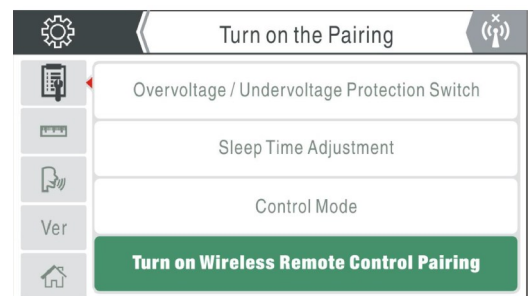 Turn on the Pairing
Overvoltage / Undervoltage Protection Switch
Sleep Time Adjustment
Control Mode
Ver
Turn on Wireless Remote Control Pairing